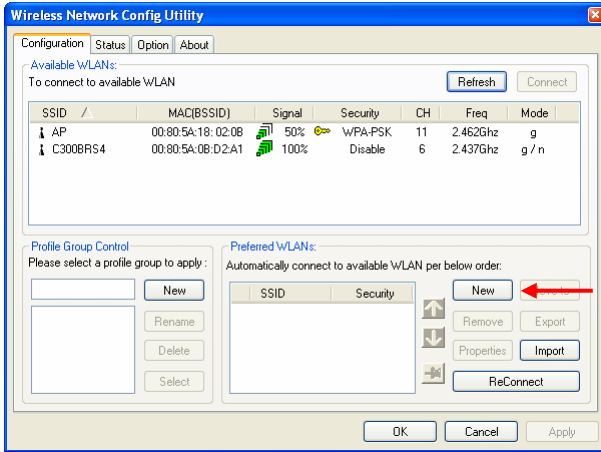 Wireless Network Config Utility
Configuration Status Option About
Available WLANs:
To connect to available WLAN Refresh Connect
SSID MAC(BSSID) Signal Security CH Freq Mode
AP 00:80:5A:18:02:0B 50% WPA-PSK 11 2.462Ghz g
C300BRS4 00:80:5A:0B:D2:A1 100% Disable 6 2.437Ghz g / n
Profile Group Control
Please select a profile group to apply :
New
Rename
Delete
Select
Preferred WLANs:
Automatically connect to available WLAN per below order:
SSID Security
New
Remove Export
Properties Import
ReConnect
OK Cancel Apply